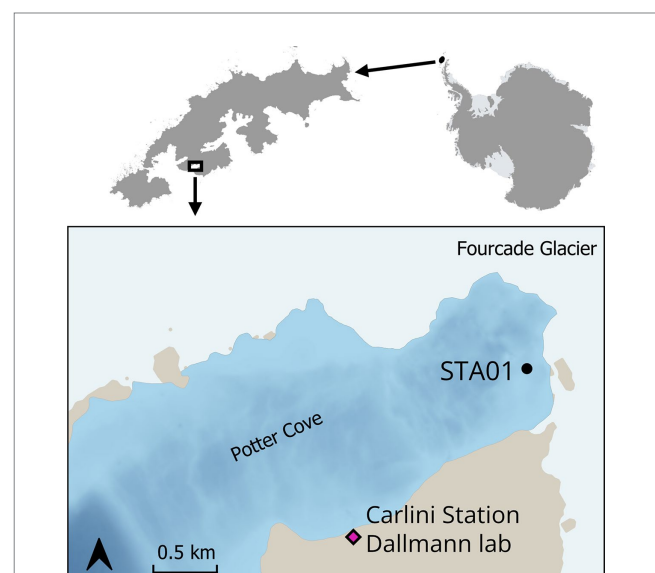 Fourcade Glacier
STA01
Potter Cove
Carlini Station
Dallmann lab
0.5 km